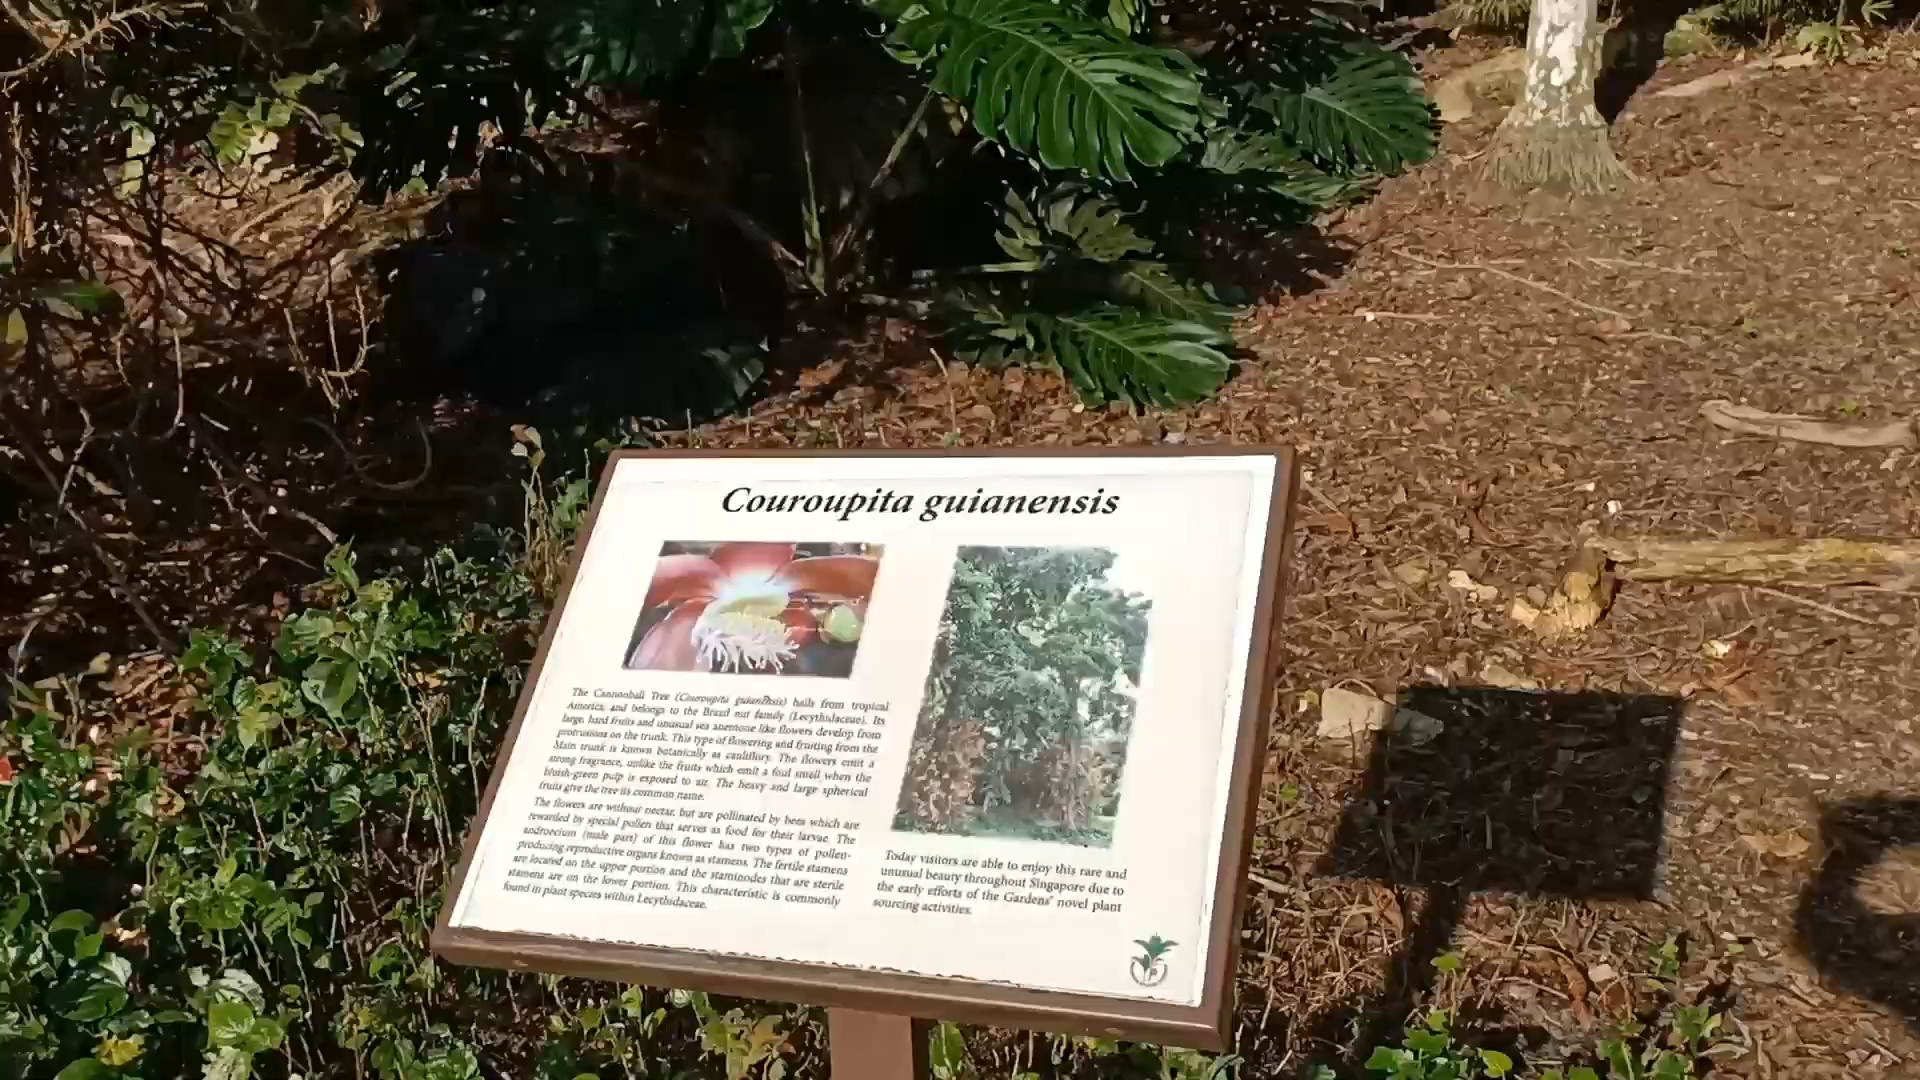 Couroupita guianensis
The Cannonball Tree (Couroupita guianensis) hails from tropical
America, and belongs to the Brazil nut family (Lecythidaceae). Its
large, hard fruits and unusual sea anemone like flowers develop from
protrusions on the trunk. This type of flowering and fruiting from the
Main trunk is known botanically as cauliflory. The flowers emit a
strong fragrance, unlike the fruits which emit a foul smell when the
bluish-green pulp is exposed to air. The heavy and large spherical
fruits give the tree its common name.
The flowers are without nectar, but are pollinated by bees which are
rewarded by special pollen that serves as food for their larvae. The
androecium (male part) of this flower has two types of pollen-
producing reproductive organs known as stamens. The fertile stamens
are located on the upper portion and the staminodes that are sterile
stamens are on the lower portion. This characteristic is commonly
found in plant species within Lecythidaceae.
Today visitors are able to enjoy this rare and
unusual beauty throughout Singapore due to
the early efforts of the Gardens' novel plant
sourcing activities.